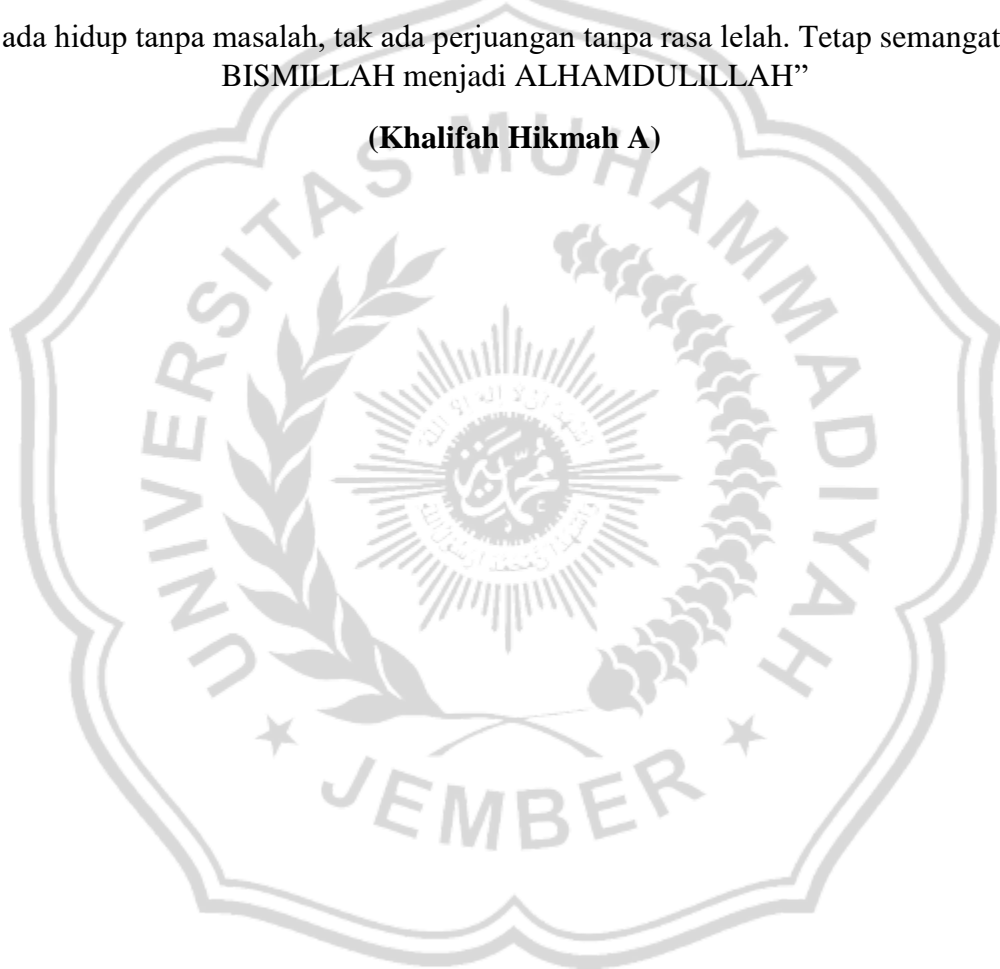 ada hidup tanpa masalah, tak ada perjuangan tanpa rasa lelah. Tetap semangat
BISMILLAH menjadi ALHAMDULILLAH”
(Khalifah Hikmah A)
UNIVERSITAS MUHAMMADIYAH
JEMBER